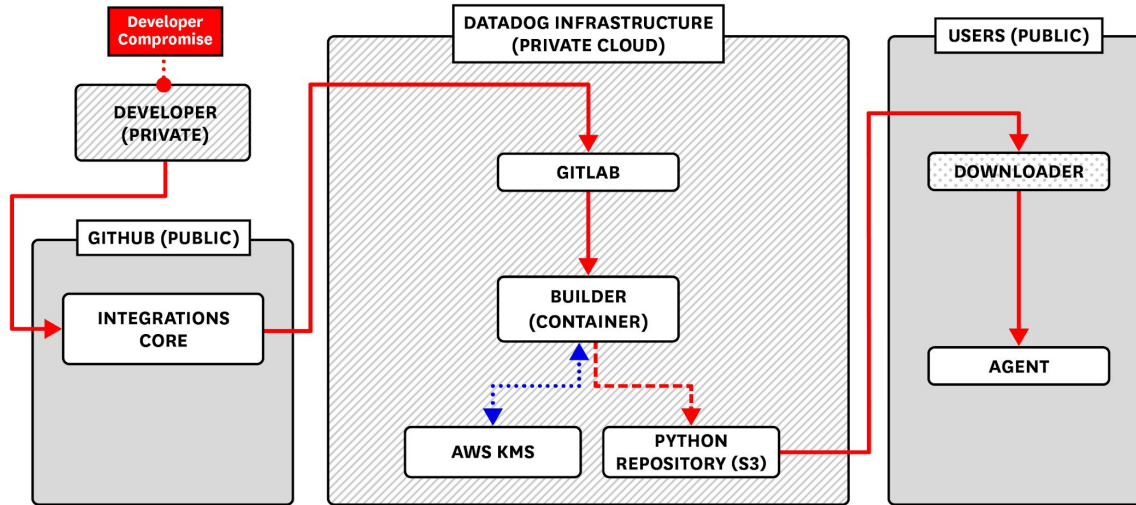 Developer
Compromise
DEVELOPER
(PRIVATE)
GITHUB (PUBLIC)
INTEGRATIONS
CORE
DATADOG INFRASTRUCTURE
(PRIVATE CLOUD)
GITLAB
BUILDER
(CONTAINER)
AWS KMS
PYTHON
REPOSITORY (S3)
USERS (PUBLIC)
DOWNLOADER
AGENT